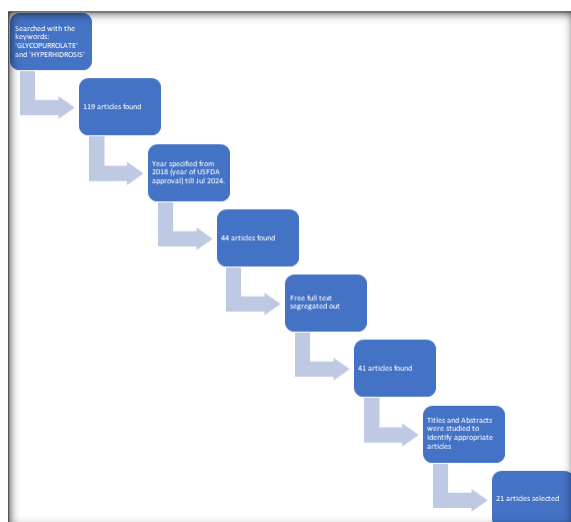 Searched with the
keywords:
'GLYCOPURROLATE'
and 'HYPERHIDROSIS'
119 articles found
Year specified from
2018 (year of USFDA
approval) till Jul 2024.
44 articles found
Free full text
segregated out
41 articles found
Titles and Abstracts
were studied to
identify appropriate
articles
21 articles selected